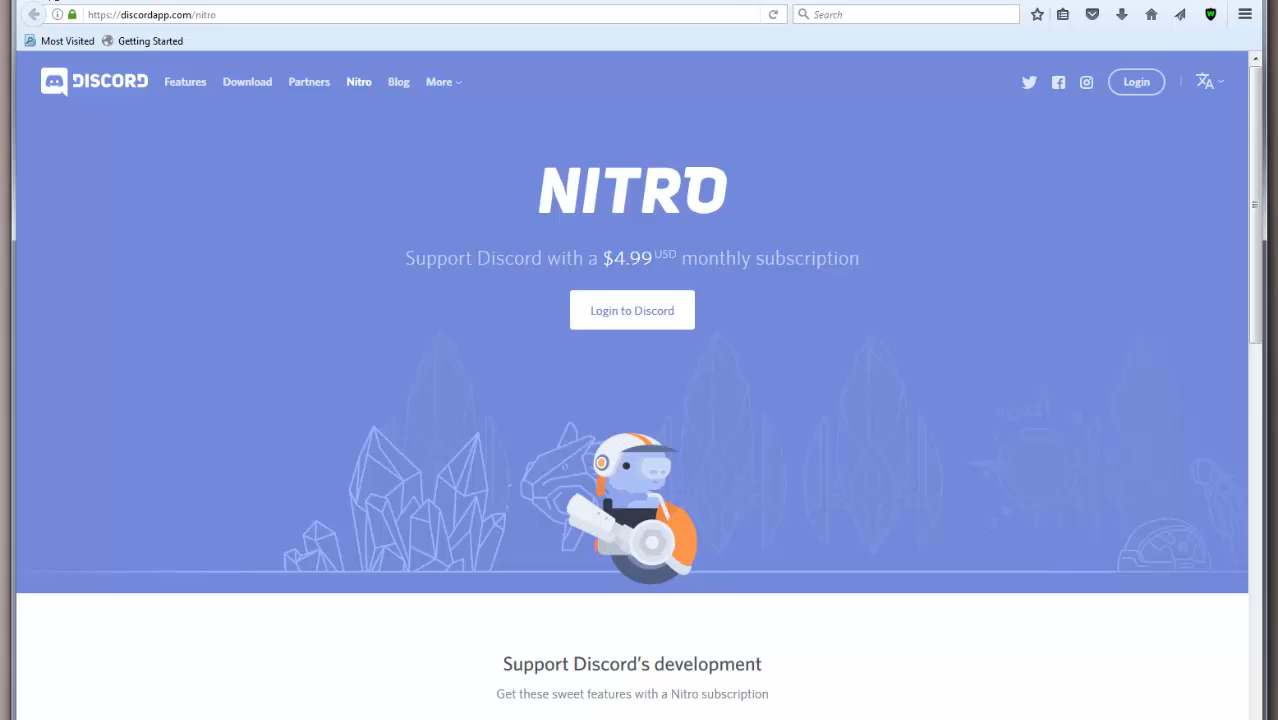 https://discordapp.com/nitro
Search
Most Visited
Getting Started
DISCORD
Features
Download
Partners
Nitro
Blog
More
Login
NITRO
Support Discord with a $4.99 USD monthly subscription
Login to Discord
Support Discord's development
Get these sweet features with a Nitro subscription